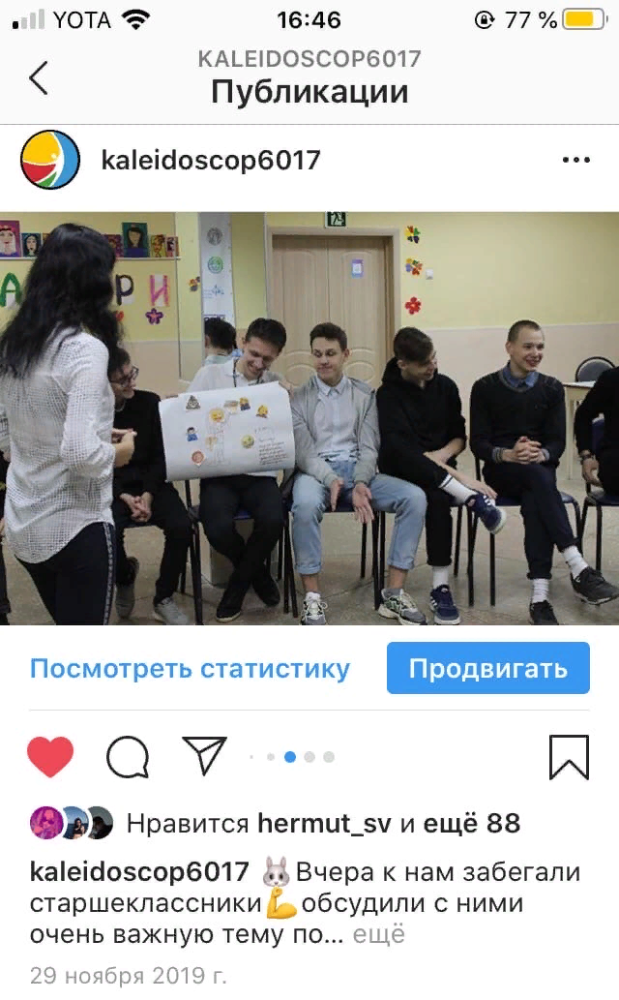 YOTA 16:46 77 %
KALEIDOSCOP6017
Публикации
kaleidoscop6017
А РИ
Посмотреть статистику Продвигать
Нравится hermut_sv и ещё 88
kaleidoscop6017 🐰Вчера к нам забегали
старшеклассники💪обсудили с ними
очень важную тему по... ещё
29 ноября 2019 г.